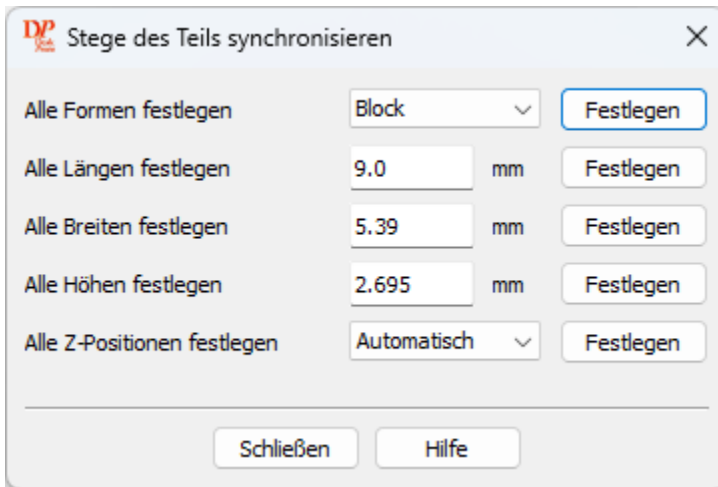 DP Stege des Teils synchronisieren
Alle Formen festlegen Block Festlegen
Alle Längen festlegen 9.0 mm Festlegen
Alle Breiten festlegen 5.39 mm Festlegen
Alle Höhen festlegen 2.695 mm Festlegen
Alle Z-Positionen festlegen Automatisch Festlegen
Schließen Hilfe